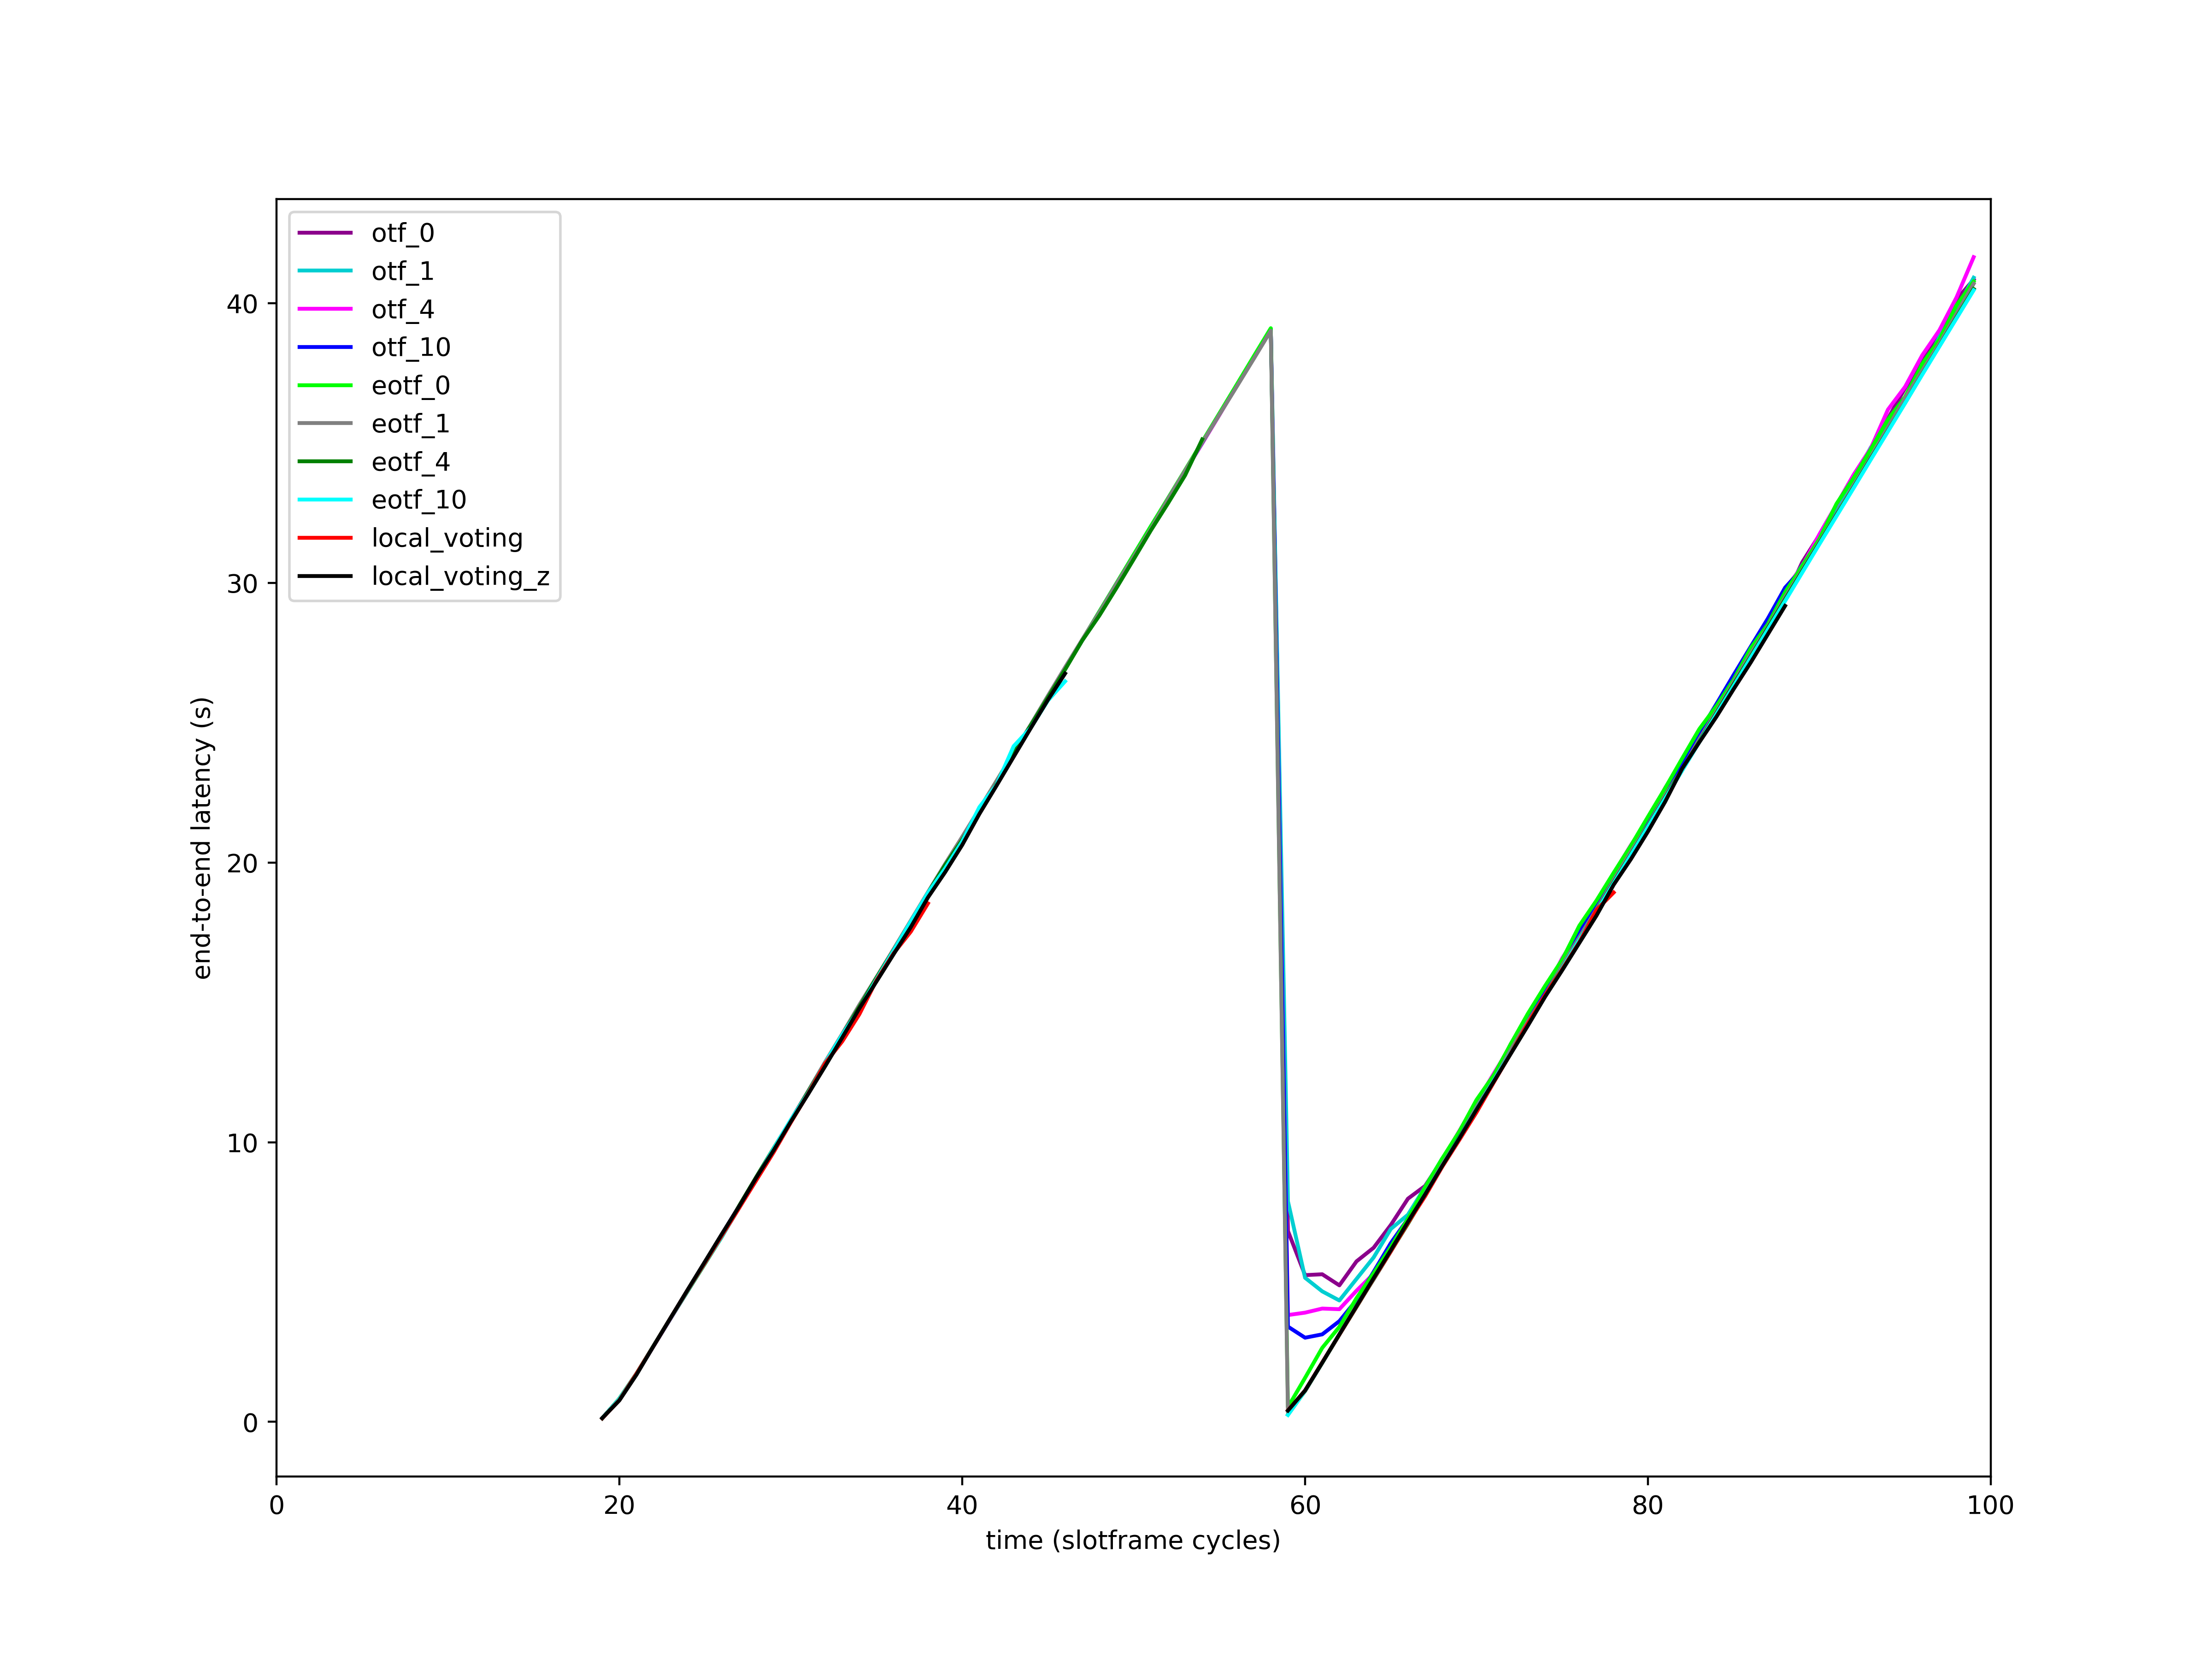 otf_0
otf_1
otf_4
otf_10
eotf_0
eotf_1
eotf_4
eotf_10
local_voting
local_voting_z
40
30
20
10
0
end-to-end latency (s)
0 20 40 60 80 100
time (slotframe cycles)